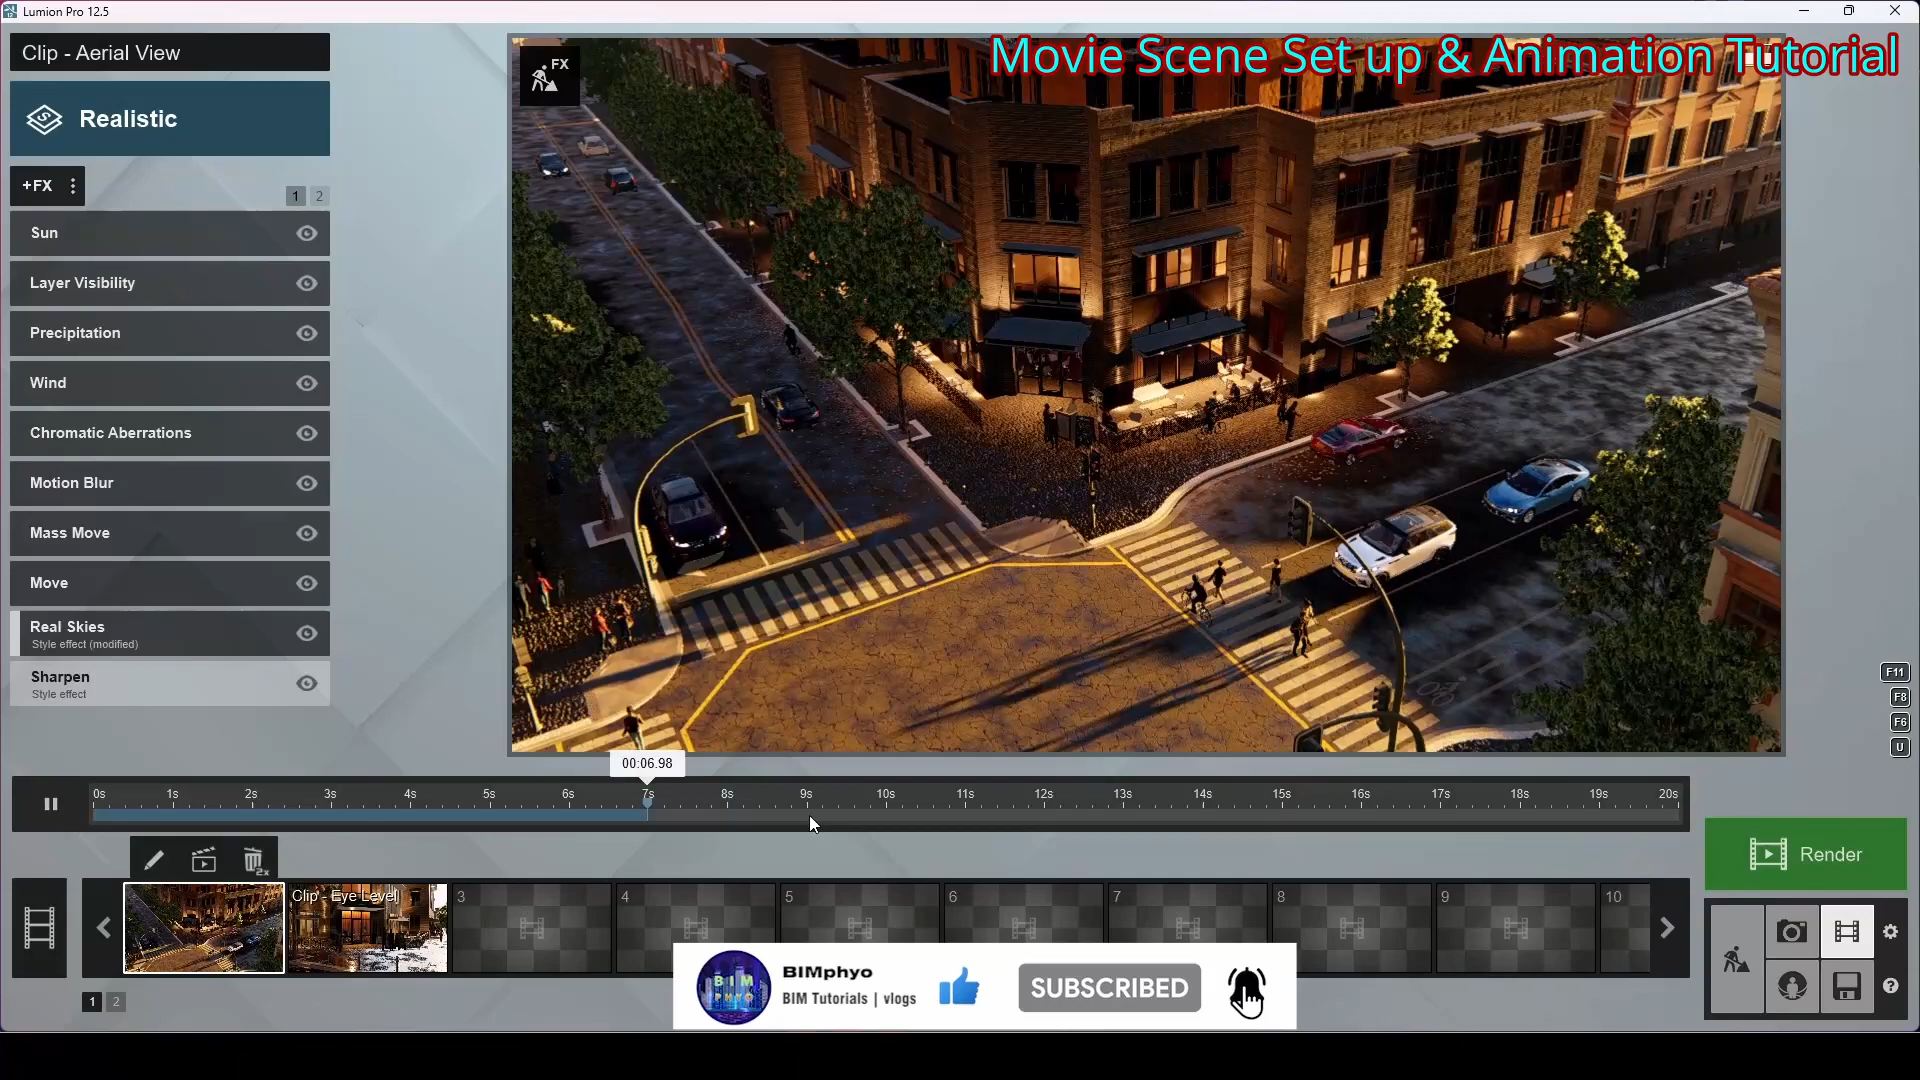 Lumion Pro 12.5
Clip - Aerial View
Movie Scene Set up & Animation Tutorial
FX
Realistic
+FX
1 2
Sun
Layer Visibility
Precipitation
Wind
Chromatic Aberrations
Motion Blur
Mass Move
Move
Real Skies
Style effect (modified)
Sharpen
Style effect
F11
F8
F6
U
00:06.98
0s 1s 2s 3s 4s 5s 6s 7s 8s 9s 10s 11s 12s 13s 14s 15s 16s 17s 18s 19s 20s
Render
2x
Clip - Eye Level
3 4 5 6 7 8 9 10
BIM
PHYO
BIMphyo
BIM Tutorials | vlogs
SUBSCRIBED
1 2
?